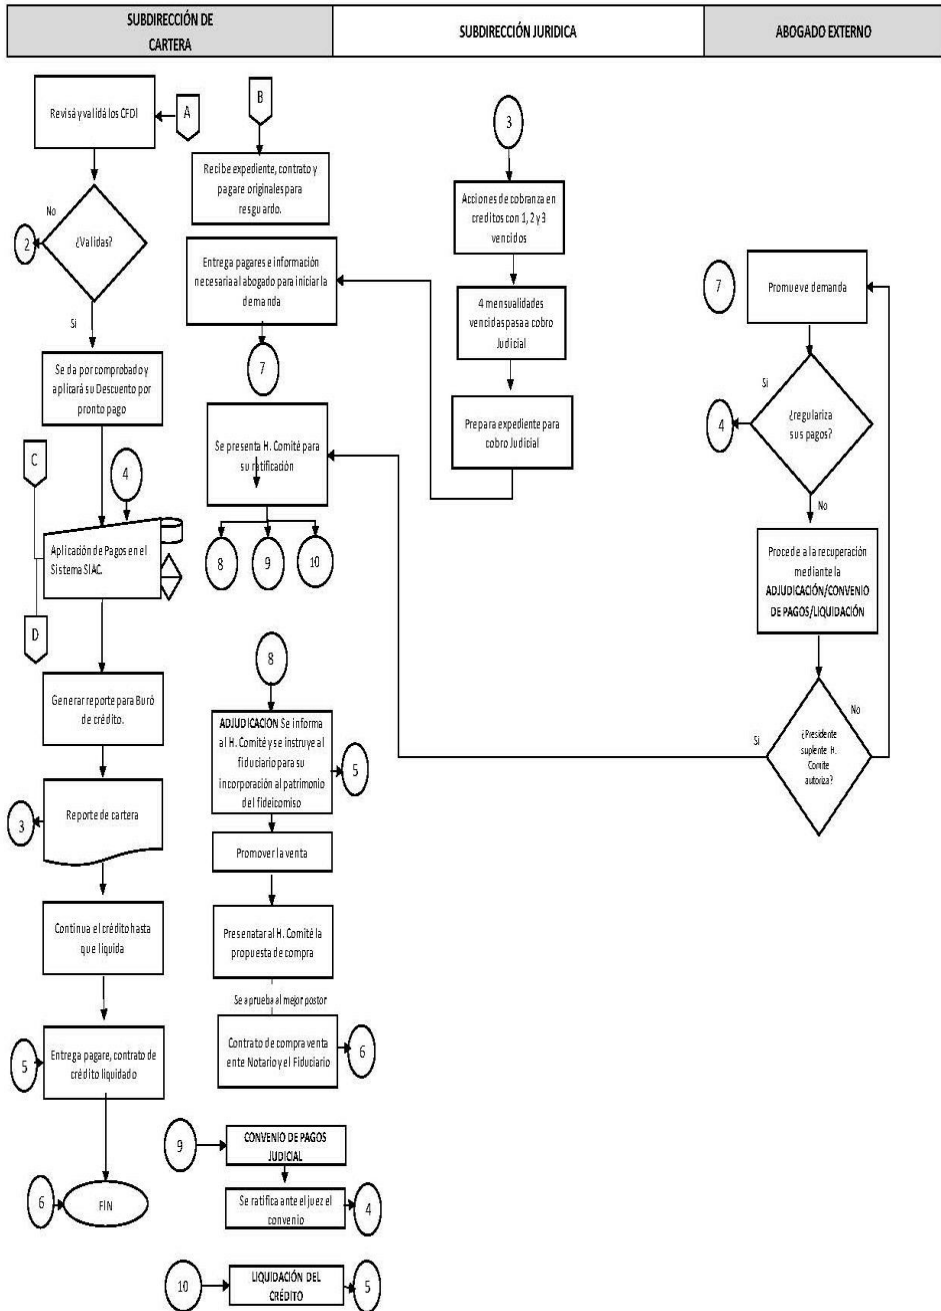 SUBDIRECCIÓN DE
CARTERA
SUBDIRECCIÓN JURIDICA
ABOGADO EXTERNO
Revisá y validá los CFDI
A
No
¿Validas?
2
Si
Se da por comprobado y
aplicará su Descuento por
pronto pago
C
4
Aplicación de Pagos en el
Sistema SIAC.
D
Generar reporte para Buró
de crédito.
3
Reporte de cartera
Continua el crédito hasta
que liquida
5
Entrega pagare, contrato de
crédito liquidado
6
FIN
B
Recibe expediente, contrato y
pagare originales para
resguardo.
Entrega pagares e información
necesaria al abogado para iniciar la
demanda
7
Se presenta H. Comité para
su ratificación
8
9
10
8
ADJUDICACION Se informa
al H. Comité y se instruye al
fiduciario para su
incorporación al patrimonio
del fideicomiso
5
Promover la venta
Presenatar al H. Comité la
propuesta de compra
Se aprueba al mejor postor
Contrato de compra venta
ente Notario y el Fiduciario
6
9
CONVENIO DE PAGOS
JUDICIAL
Se ratifica ante el juez el
convenio
4
10
LIQUIDACIÓN DEL
CRÉDITO
5
3
Acciones de cobranza en
creditos con 1, 2 y 3
vencidos
4 mensualidades
vencidas pasa a cobro
Judicial
Prepara expediente para
cobro Judicial
7
Promueve demanda
Si
¿regulariza
sus pagos?
4
No
Procede a la recuperación
mediante la
ADJUDICACIÓN/CONVENIO
DE PAGOS/LIQUIDACIÓN
Si
No
¿Presidente
suplente H.
Comite
autoriza?